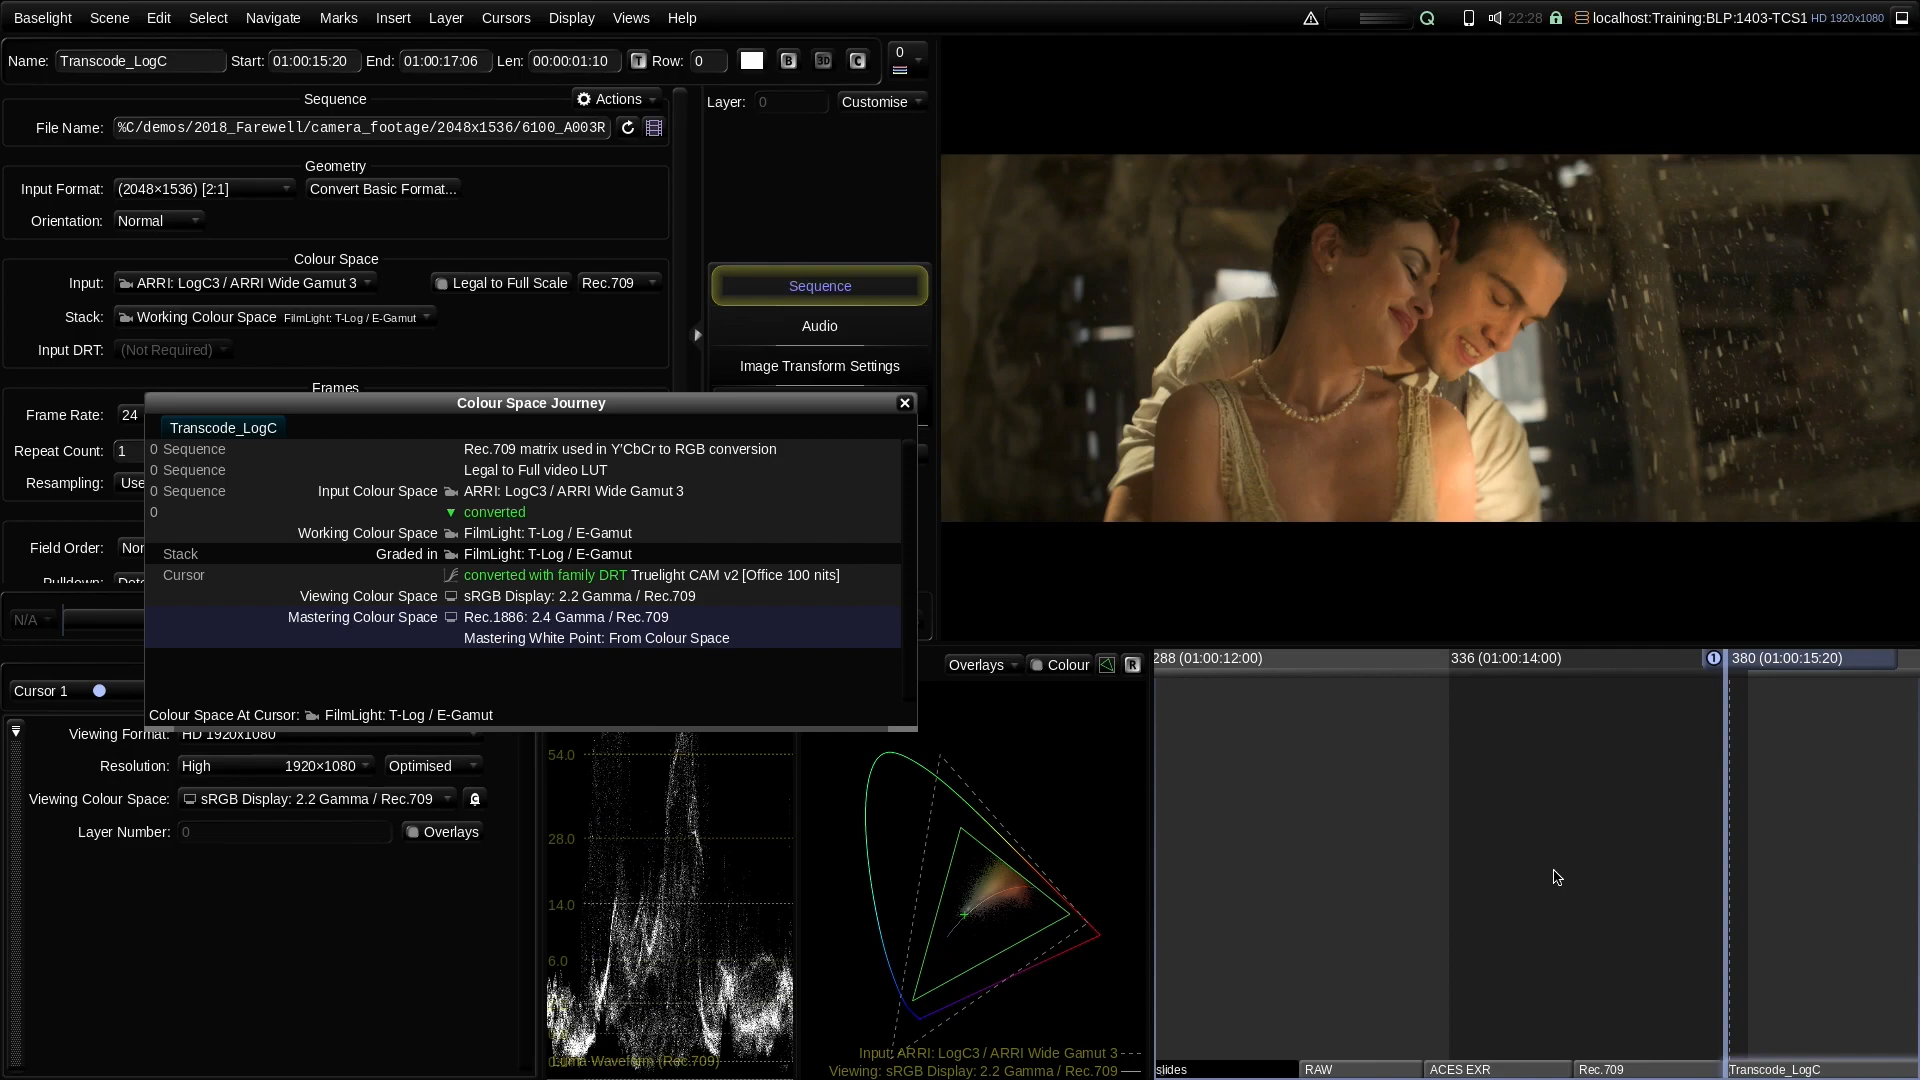 Baselight Scene Edit Select Navigate Marks Insert Layer Cursors Display Views Help
22:28 localhost:Training:BLP:1403-TCS1 HD 1920x1080
Name: Transcode_LogC Start: 01:00:15:20 End: 01:00:17:06 Len: 00:00:01:10 T Row: 0 B 3D C 0
Sequence Actions
Layer: 0 Customise
File Name: %C/demos/2018_Farewell/camera_footage/2048x1536/6100_A003R
Geometry
Input Format: (2048×1536) [2:1] Convert Basic Format...
Orientation: Normal
Colour Space
Input: ARRI: LogC3 / ARRI Wide Gamut 3 Legal to Full Scale Rec.709
Stack: Working Colour Space FilmLight: T-Log / E-Gamut
Input DRT: (Not Required)
Sequence
Audio
Image Transform Settings
Frames
Frame Rate: 24
Repeat Count: 1
Resampling: Use
Field Order: Nor
N/A
Colour Space Journey
Transcode_LogC
0 Sequence Rec.709 matrix used in Y'CbCr to RGB conversion
0 Sequence Legal to Full video LUT
0 Sequence Input Colour Space ARRI: LogC3 / ARRI Wide Gamut 3
0 converted
Working Colour Space FilmLight: T-Log / E-Gamut
Stack Graded in FilmLight: T-Log / E-Gamut
Cursor converted with family DRT Truelight CAM v2 [Office 100 nits]
Viewing Colour Space sRGB Display: 2.2 Gamma / Rec.709
Mastering Colour Space Rec.1886: 2.4 Gamma / Rec.709
Mastering White Point: From Colour Space
Colour Space At Cursor: FilmLight: T-Log / E-Gamut
Cursor 1
Viewing Format: HD 1920x1080
Resolution: High 1920×1080 Optimised
Viewing Colour Space: sRGB Display: 2.2 Gamma / Rec.709
Layer Number: 0 Overlays
Overlays Colour R
54.0
28.0
14.0
6.0
Luma Waveform (Rec.709)
Input: ARRI: LogC3 / ARRI Wide Gamut 3
Viewing: sRGB Display: 2.2 Gamma / Rec.709
288 (01:00:12:00) 336 (01:00:14:00) 1 380 (01:00:15:20)
slides RAW ACES EXR Rec.709 Transcode_LogC